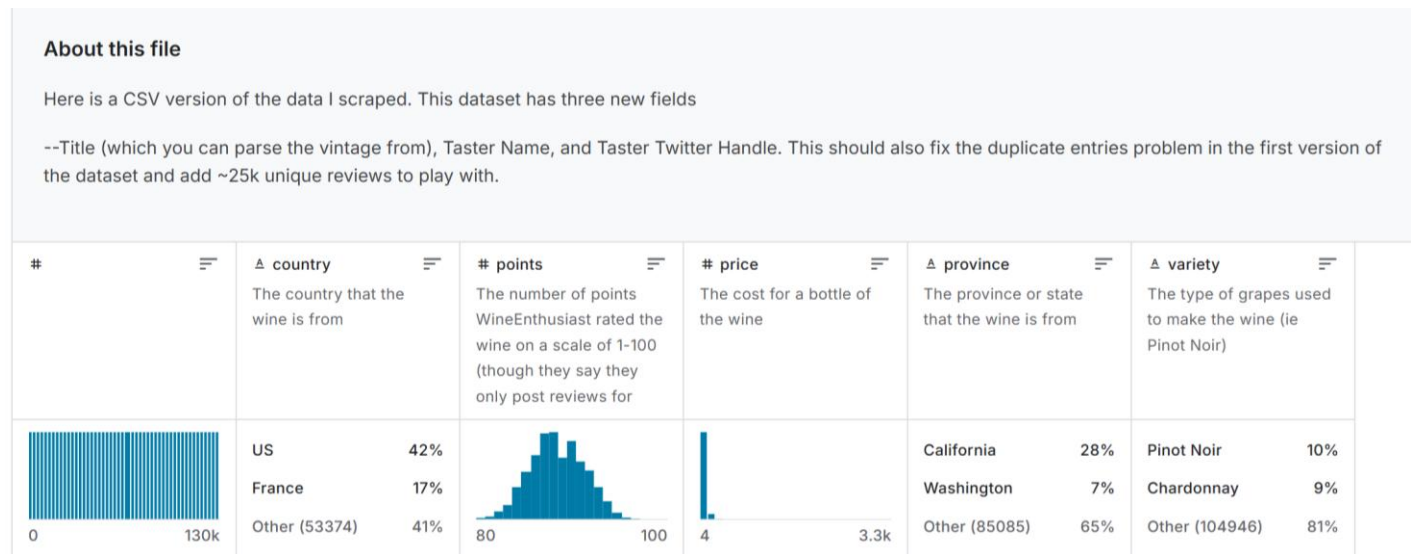 About this file
Here is a CSV version of the data I scraped. This dataset has three new fields
--Title (which you can parse the vintage from), Taster Name, and Taster Twitter Handle. This should also fix the duplicate entries problem in the first version of
the dataset and add ~25k unique reviews to play with.
#
A country
# points
# price
A province
A variety
The country that the
wine is from
The number of points
WineEnthusiast rated the
wine on a scale of 1-100
(though they say they
only post reviews for
The cost for a bottle of
the wine
The province or state
that the wine is from
The type of grapes used
to make the wine (ie
Pinot Noir)
0 130k
US 42%
France 17%
Other (53374) 41%
80 100
4 3.3k
California 28%
Washington 7%
Other (85085) 65%
Pinot Noir 10%
Chardonnay 9%
Other (104946) 81%